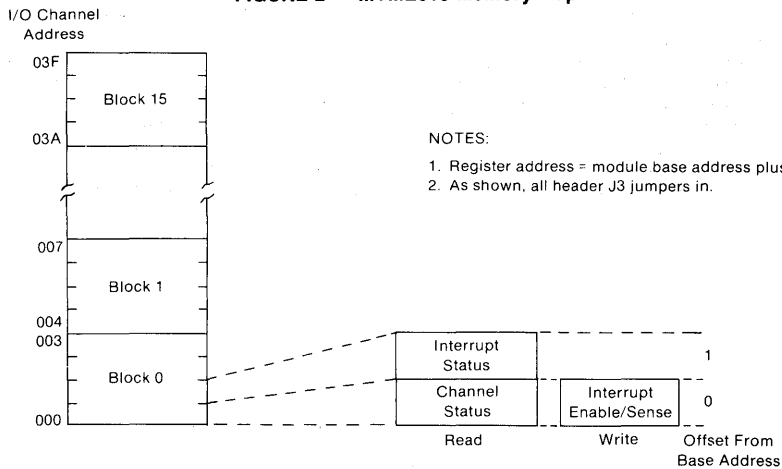 I/O Channel
Address
03F
Block 15
03A
NOTES:
1. Register address = module base address plus
2. As shown, all header J3 jumpers in.
007
Block 1
004
003
Block 0
000
Interrupt
Status
1
Channel
Status
Interrupt
Enable/Sense
0
Read
Write
Offset From
Base Address